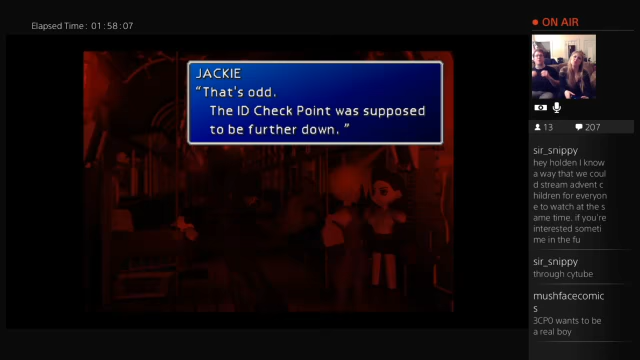 Elapsed Time: 01:58:07
ON AIR
JACKIE
“That's odd.
The ID Check Point was supposed
to be further down.”
13
207
sir_snippy
hey holden I know
a way that we coul
d stream advent c
hildren for everyon
e to watch at the s
ame time. if you're
interested someti
me in the fu
sir_snippy
through cytube
mushfacecomic
s
3CP0 wants to be
a real boy